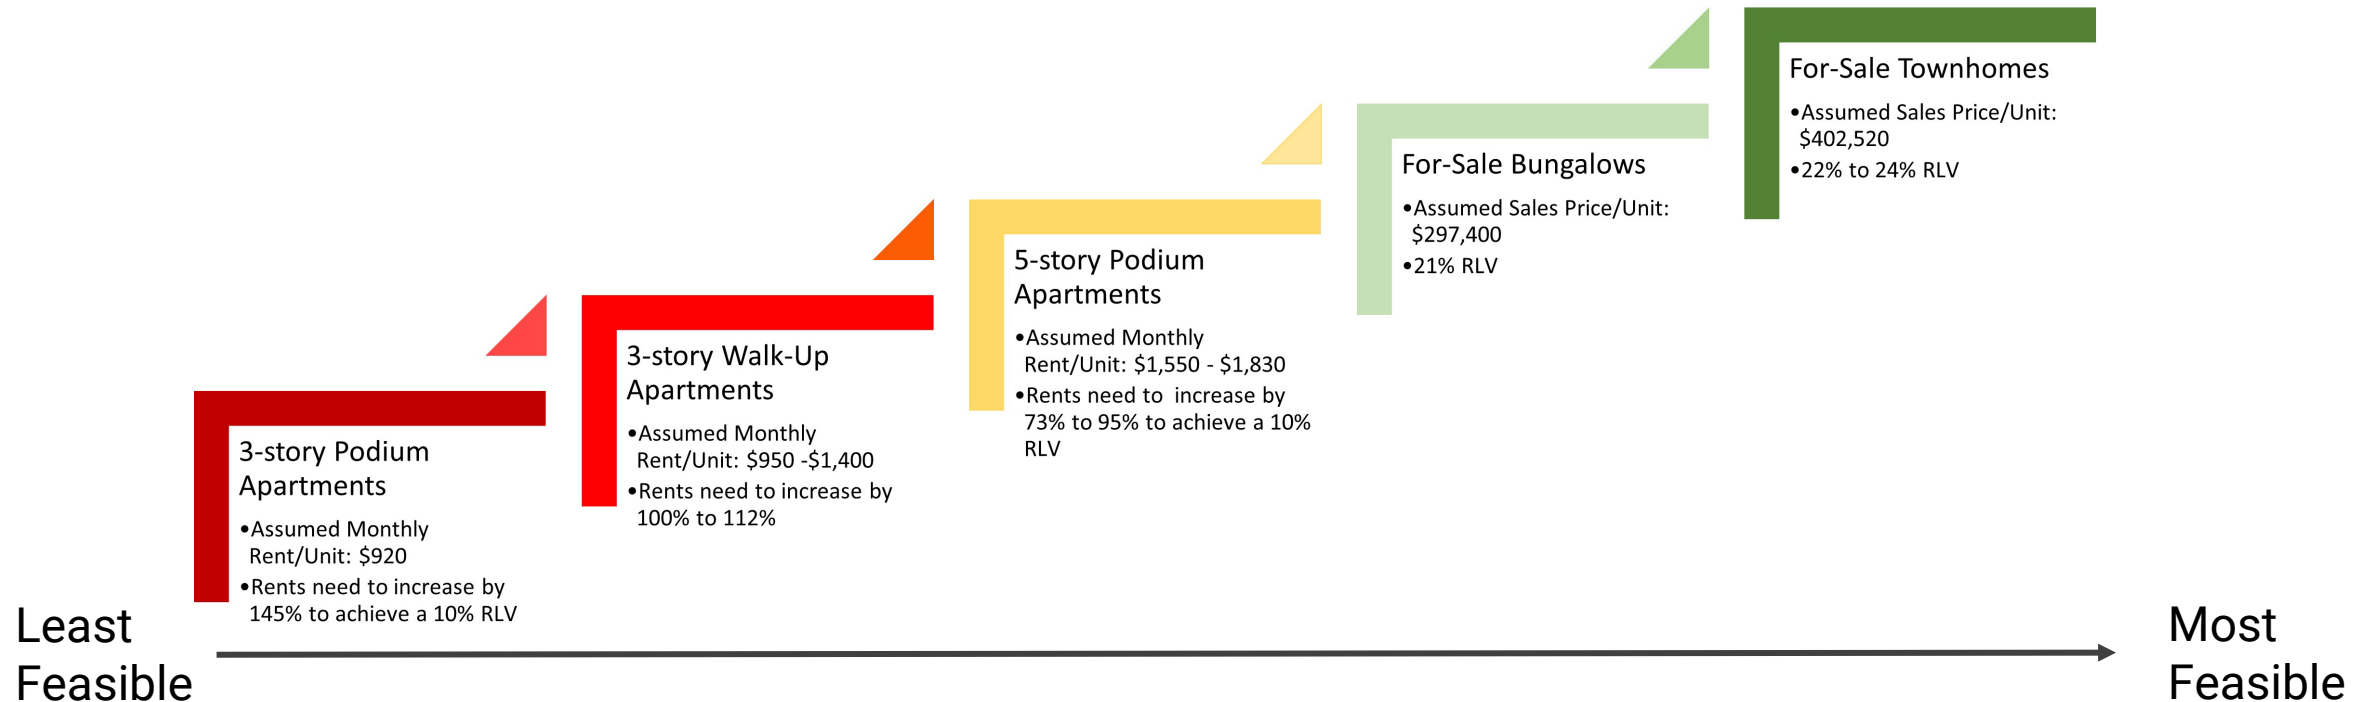 For-Sale Townhomes
•Assumed Sales Price/Unit:
$402,520
•22% to 24% RLV
For-Sale Bungalows
•Assumed Sales Price/Unit:
$297,400
•21% RLV
5-story Podium
Apartments
•Assumed Monthly
Rent/Unit: $1,550 - $1,830
•Rents need to  increase by
73% to 95% to achieve a 10%
RLV
3-story Walk-Up
Apartments
•Assumed Monthly
Rent/Unit: $950 -$1,400
•Rents need to increase by
100% to 112%
3-story Podium
Apartments
•Assumed Monthly
Rent/Unit: $920
•Rents need to increase by
145% to achieve a 10% RLV
Least
Feasible
Most
Feasible